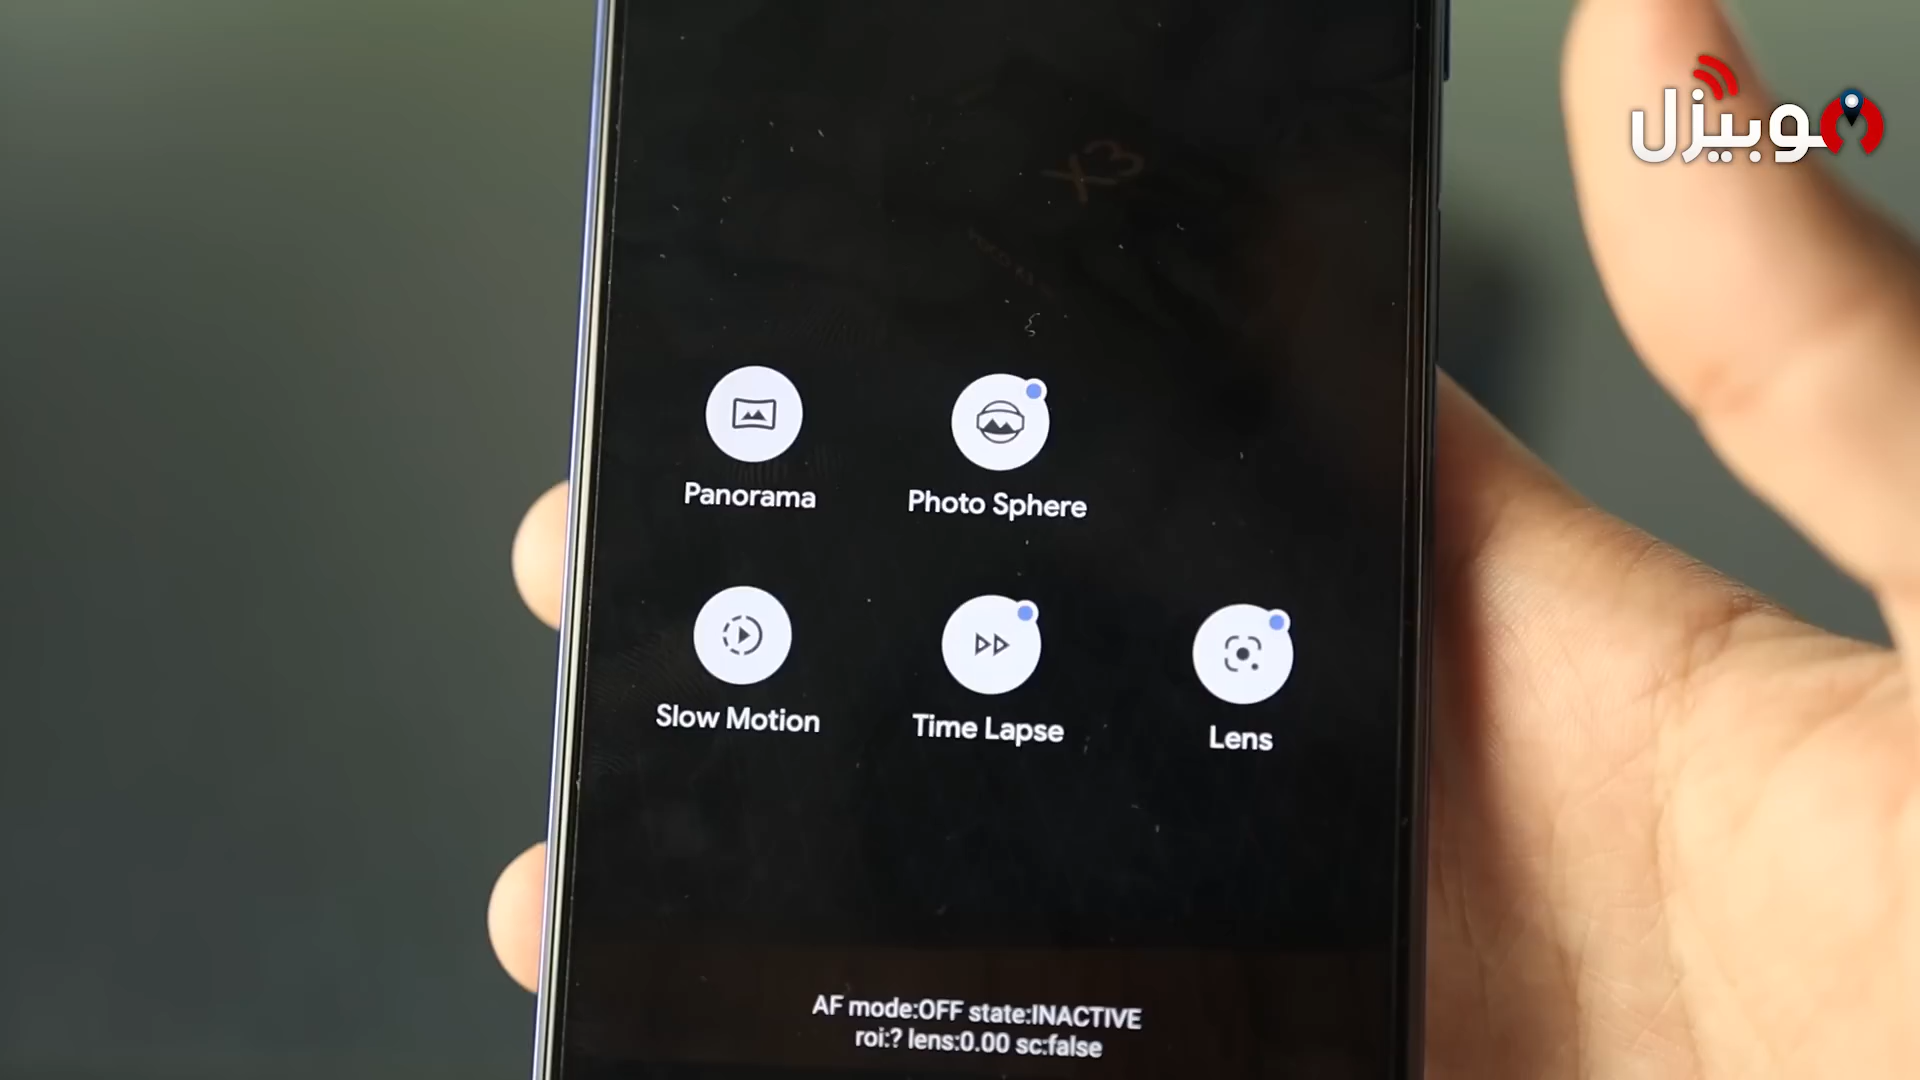 موبيزل
X3
Panorama
Photo Sphere
Slow Motion
Time Lapse
Lens
AF mode:OFF state:INACTIVE
roi:? lens:0.00 sc:false